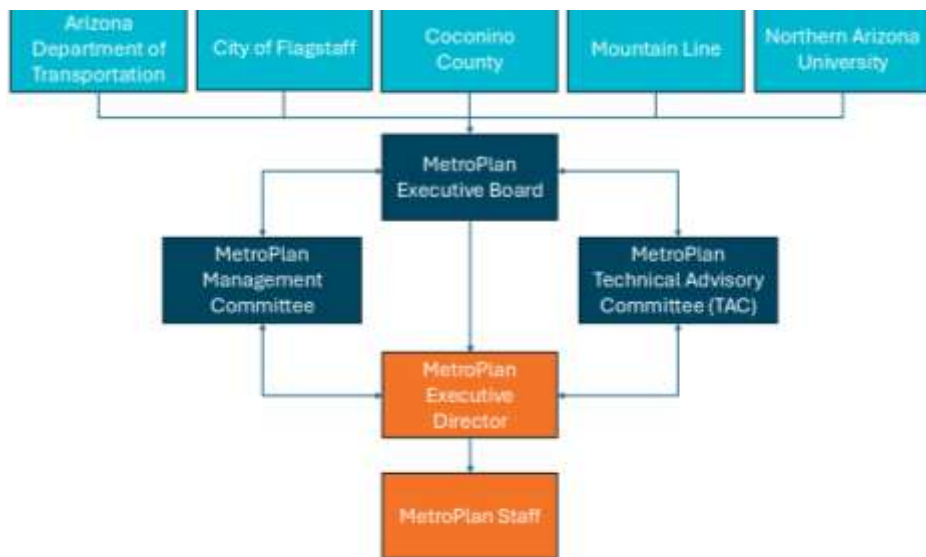 Arizona
Department of
Transportation
City of Flagstaff
Coconino
County
Mountain Line
Northern Arizona
University
MetroPlan
Executive Board
MetroPlan
Management
Committee
MetroPlan
Technical Advisory
Committee (TAC)
MetroPlan
Executive
Director
MetroPlan Staff